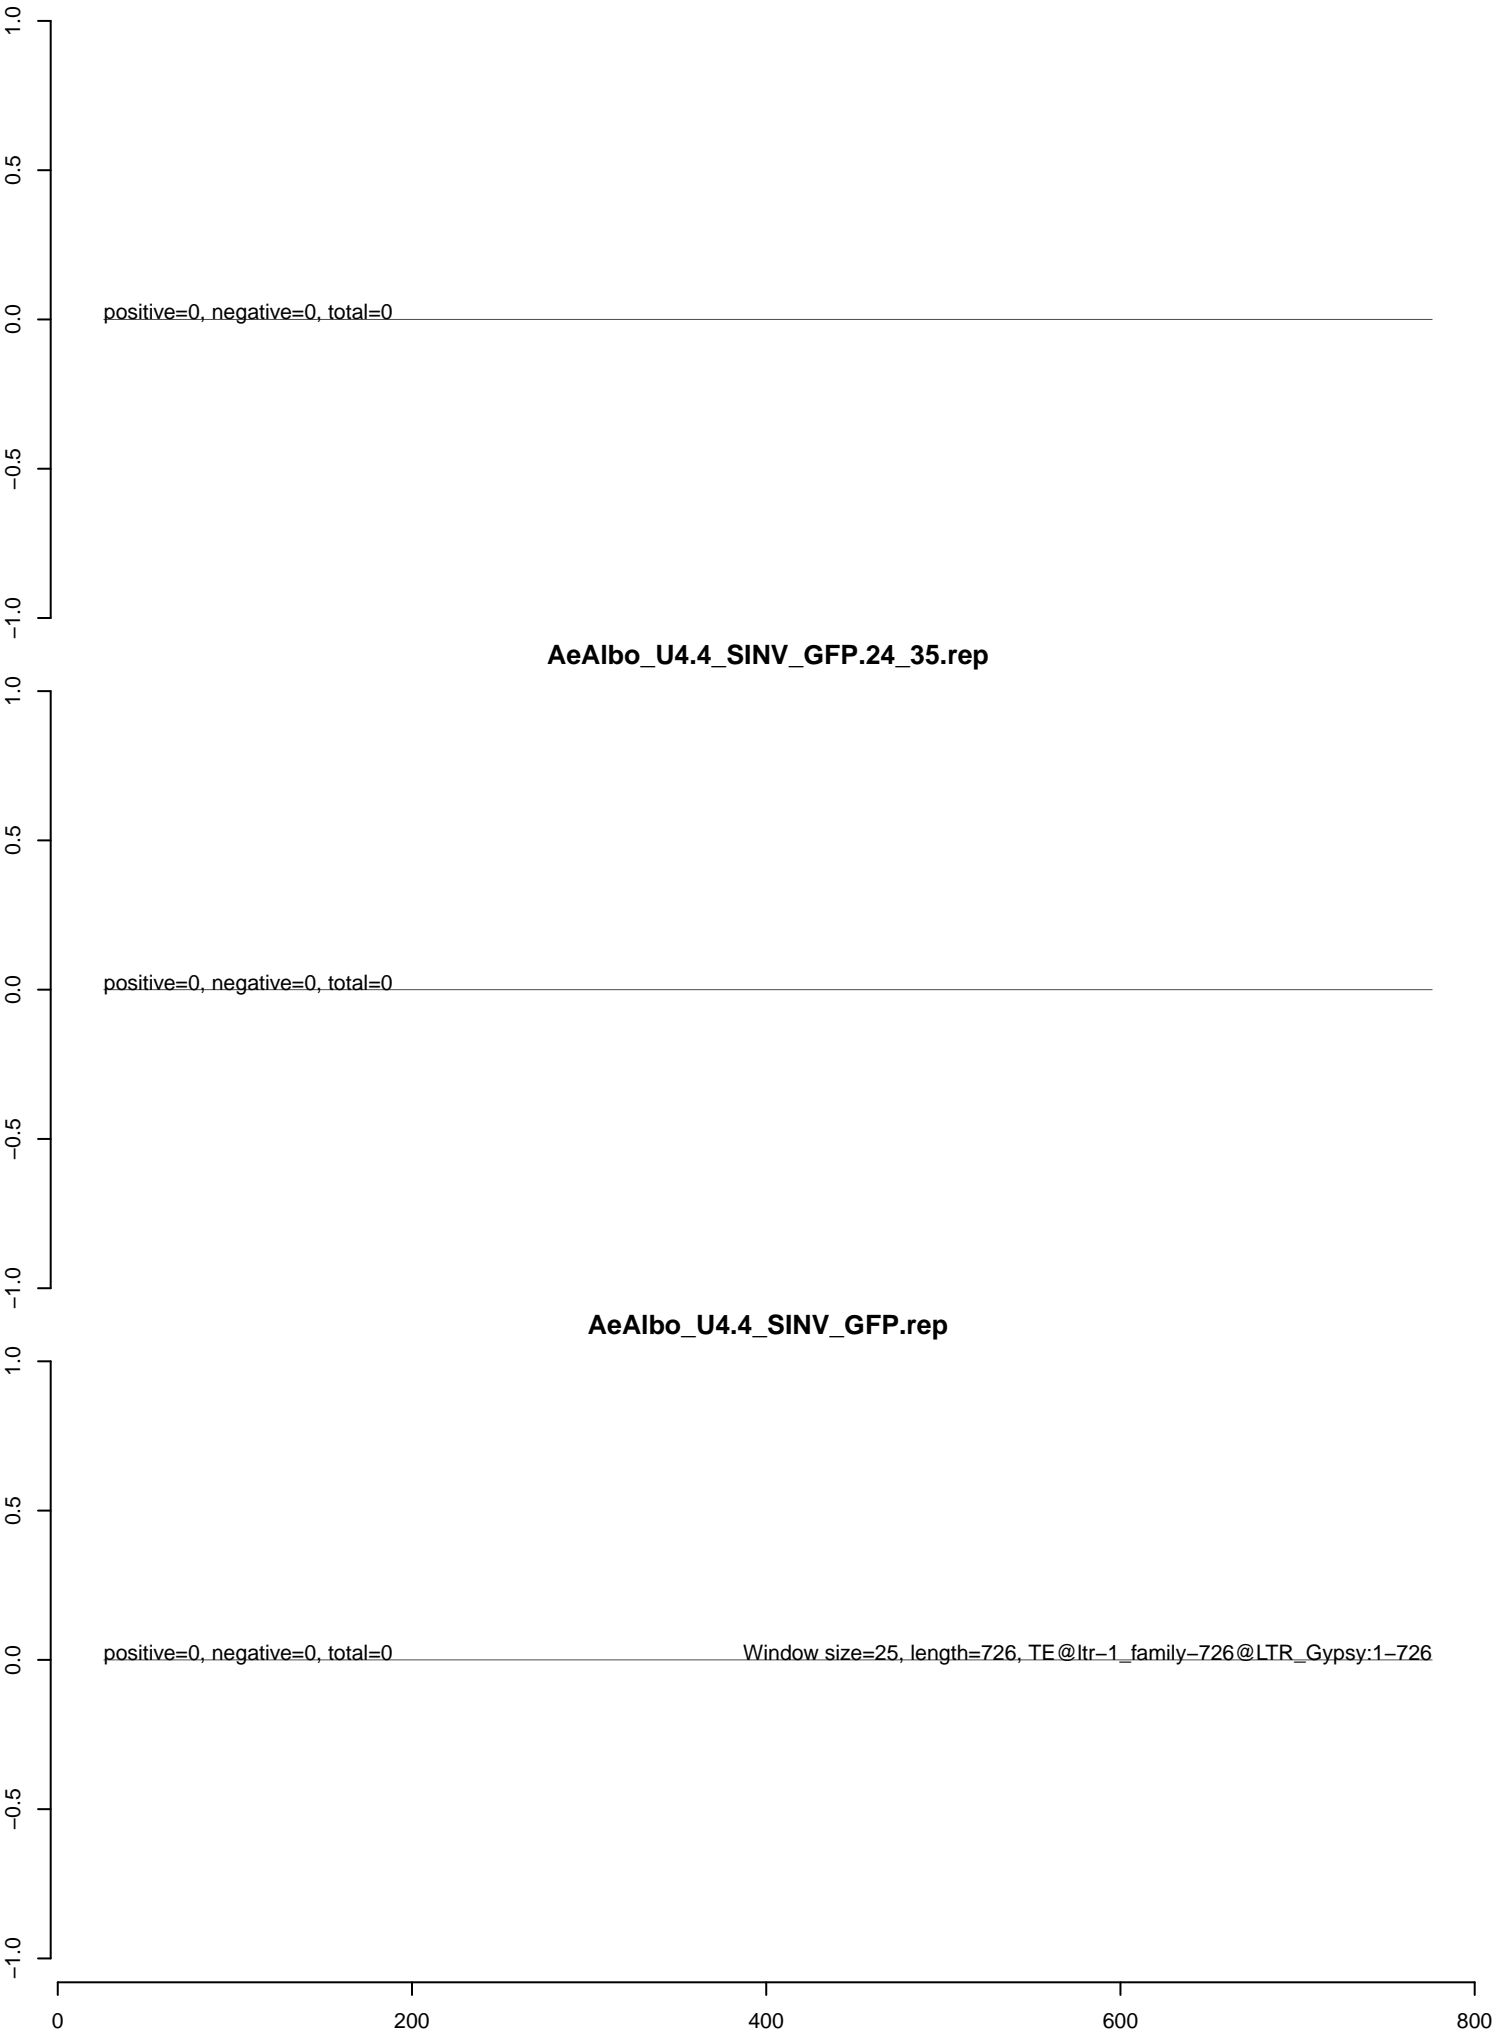 1.0
0.5
0.0
−0.5
−1.0
positive=0, negative=0, total=0
AeAlbo_U4.4_SINV_GFP.24_35.rep
1.0
0.5
0.0
−0.5
−1.0
positive=0, negative=0, total=0
AeAlbo_U4.4_SINV_GFP.rep
1.0
0.5
0.0
−0.5
−1.0
positive=0, negative=0, total=0
Window size=25, length=726, TE@ltr−1_family−726@LTR_Gypsy:1−726
0 200 400 600 800